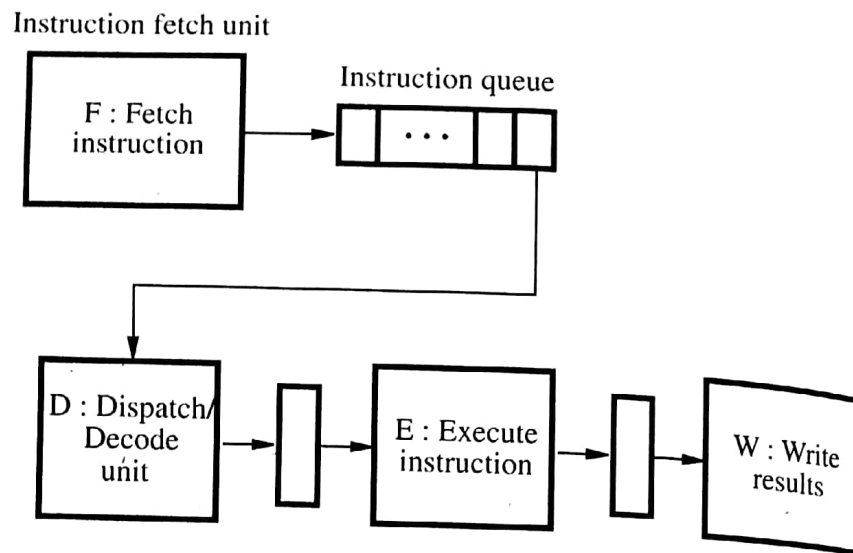 Instruction fetch unit
F : Fetch
instruction
Instruction queue
...
D : Dispatch/
Decode
unit
E : Execute
instruction
W : Write
results